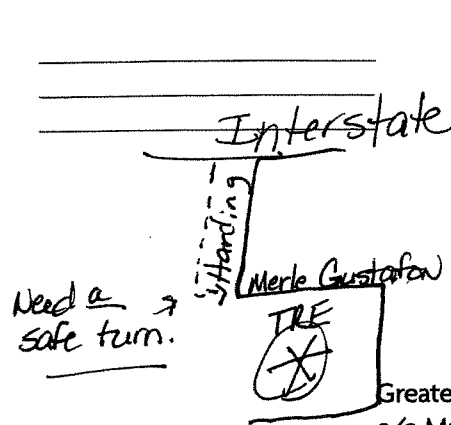 Interstate
Harding
Merle Gustafon
Need a
safe turn.
TRE
Greate